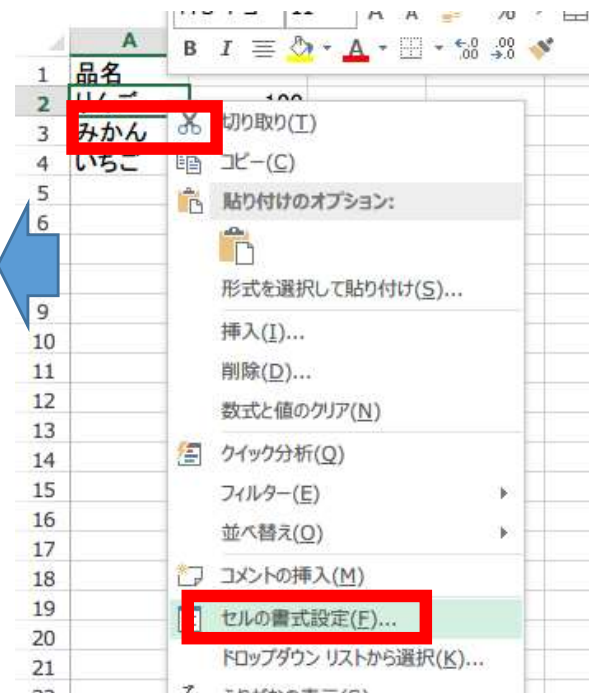 A
B I A
1 品名
2 りんご
3 みかん
4 いちご
5
6
9
10
11
12
13
14
15
16
17
18
19
20
21
切り取り(T)
コピー(C)
貼り付けのオプション:
形式を選択して貼り付け(S)...
挿入(I)...
削除(D)...
数式と値のクリア(N)
クイック分析(Q)
フィルター(E)
並べ替え(O)
コメントの挿入(M)
セルの書式設定(F)...
ドロップダウン リストから選択(K)...